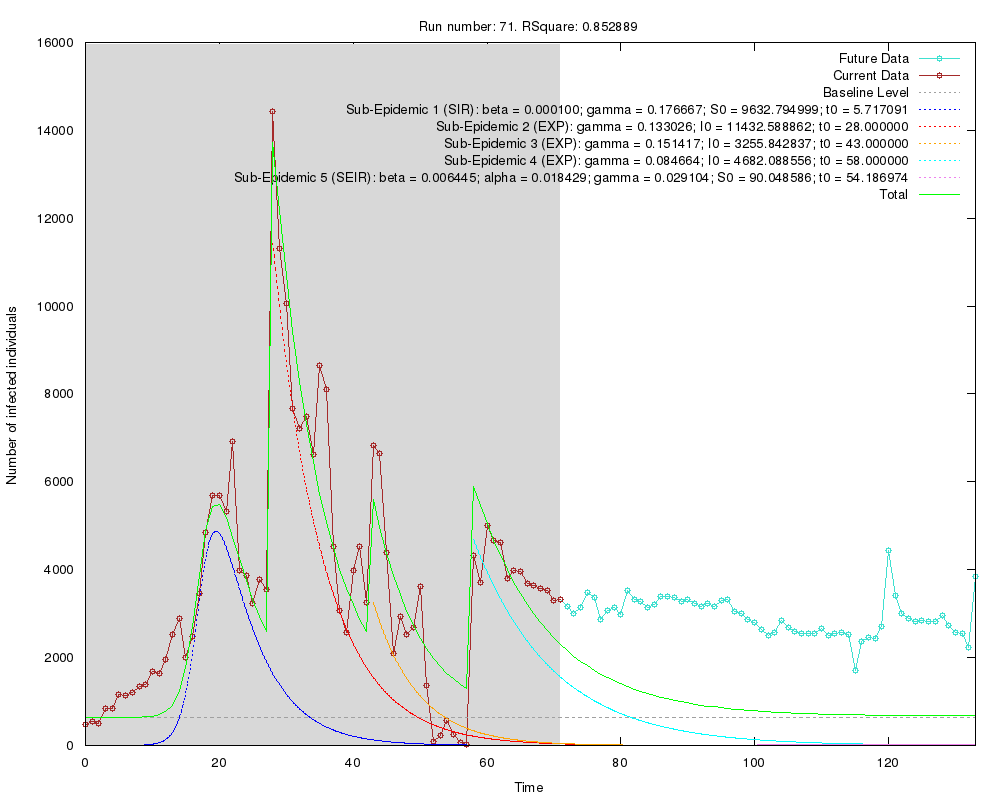 Run number: 71. RSquare: 0.852889
16000
14000
12000
10000
8000
6000
4000
2000
0
Number of infected individuals
Future Data
Current Data
Baseline Level
Sub-Epidemic 1 (SIR): beta = 0.000100; gamma = 0.176667; S0 = 9632.794999; t0 = 5.717091
Sub-Epidemic 2 (EXP): gamma = 0.133026; I0 = 11432.588862; t0 = 28.000000
Sub-Epidemic 3 (EXP): gamma = 0.151417; I0 = 3255.842837; t0 = 43.000000
Sub-Epidemic 4 (EXP): gamma = 0.084664; I0 = 4682.088556; t0 = 58.000000
Sub-Epidemic 5 (SEIR): beta = 0.006445; alpha = 0.018429; gamma = 0.029104; S0 = 90.048586; t0 = 54.186974
Total
0 20 40 60 80 100 120
Time